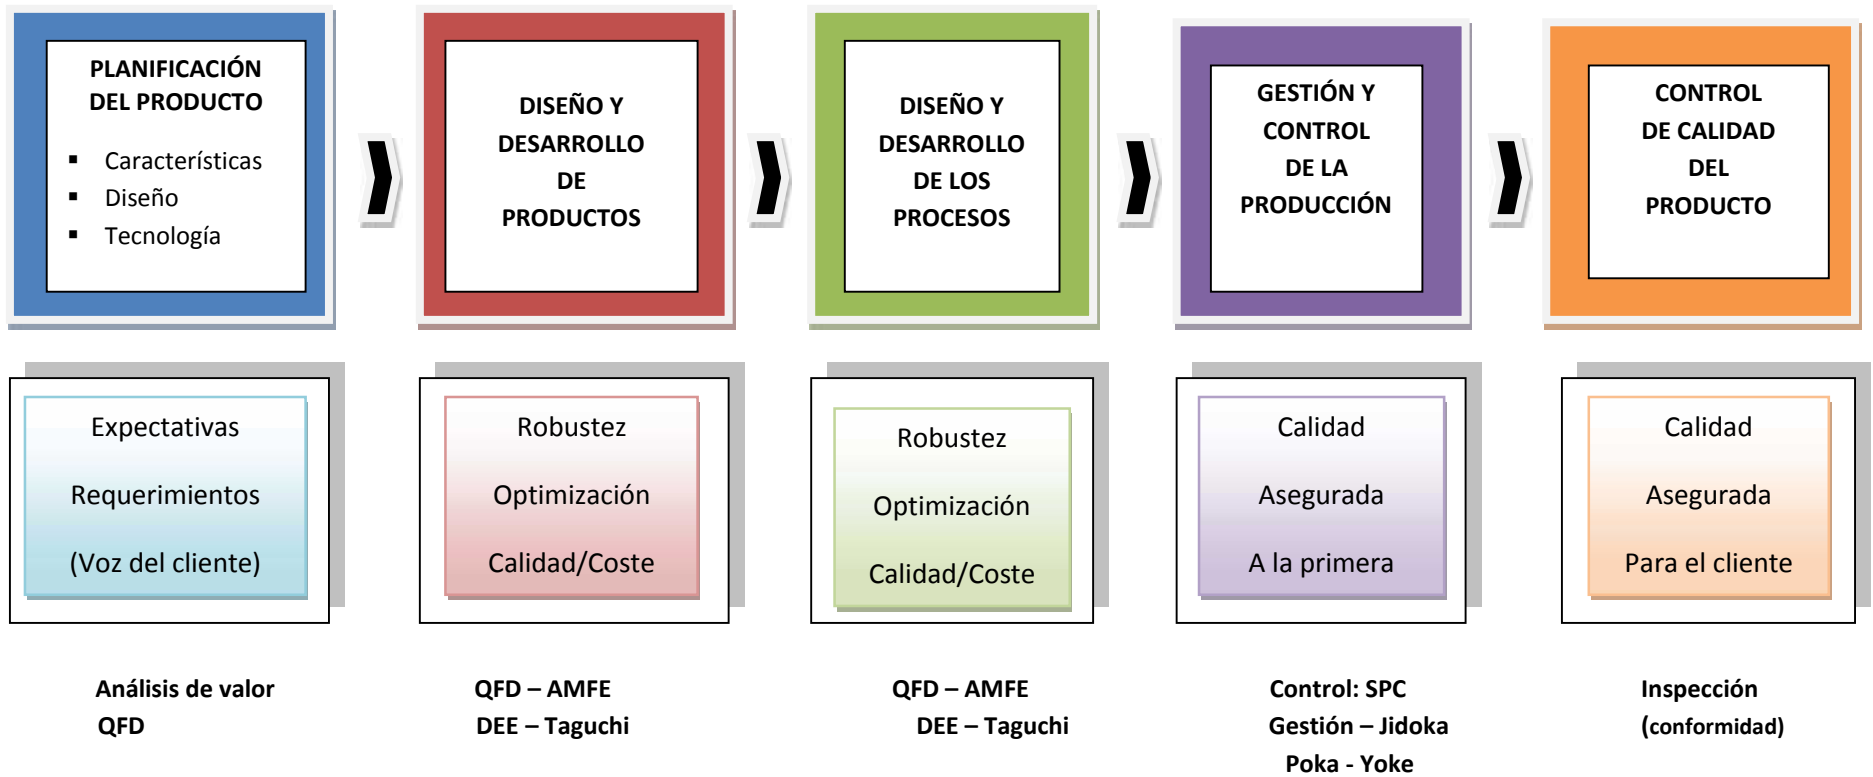 PLANIFICACIÓN
DEL PRODUCTO
▪ Características
▪ Diseño
▪ Tecnología
DISEÑO Y
DESARROLLO
DE
PRODUCTOS
DISEÑO Y
DESARROLLO
DE LOS
PROCESOS
GESTIÓN Y
CONTROL
DE LA
PRODUCCIÓN
CONTROL
DE CALIDAD
DEL
PRODUCTO
Expectativas
Requerimientos
(Voz del cliente)
Robustez
Optimización
Calidad/Coste
Robustez
Optimización
Calidad/Coste
Calidad
Asegurada
A la primera
Calidad
Asegurada
Para el cliente
Análisis de valor
QFD
QFD – AMFE
DEE – Taguchi
QFD – AMFE
DEE – Taguchi
Control: SPC
Gestión – Jidoka
Poka - Yoke
Inspección
(conformidad)